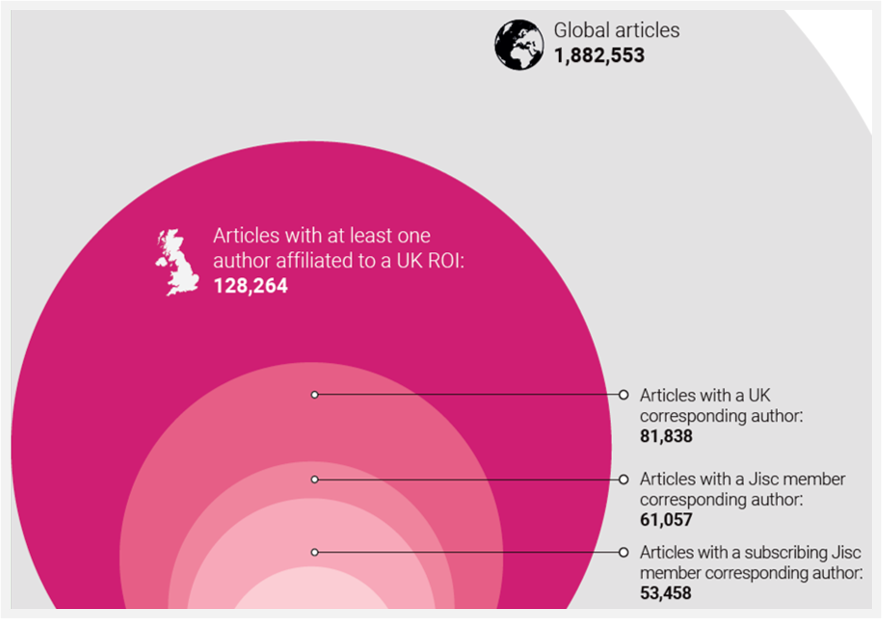 Global articles
1,882,553
Articles with at least one
author affiliated to a UK ROI:
128,264
Articles with a UK
corresponding author:
81,838
Articles with a Jisc member
corresponding author:
61,057
Articles with a subscribing Jisc
member corresponding author:
53,458